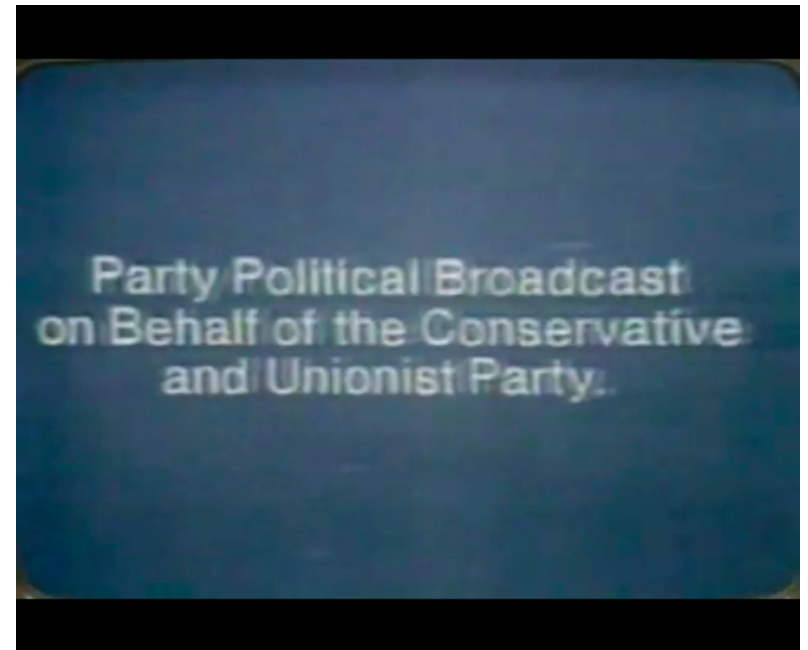 Party Political Broadcast
on Behalf of the Conservative
and Unionist Party.